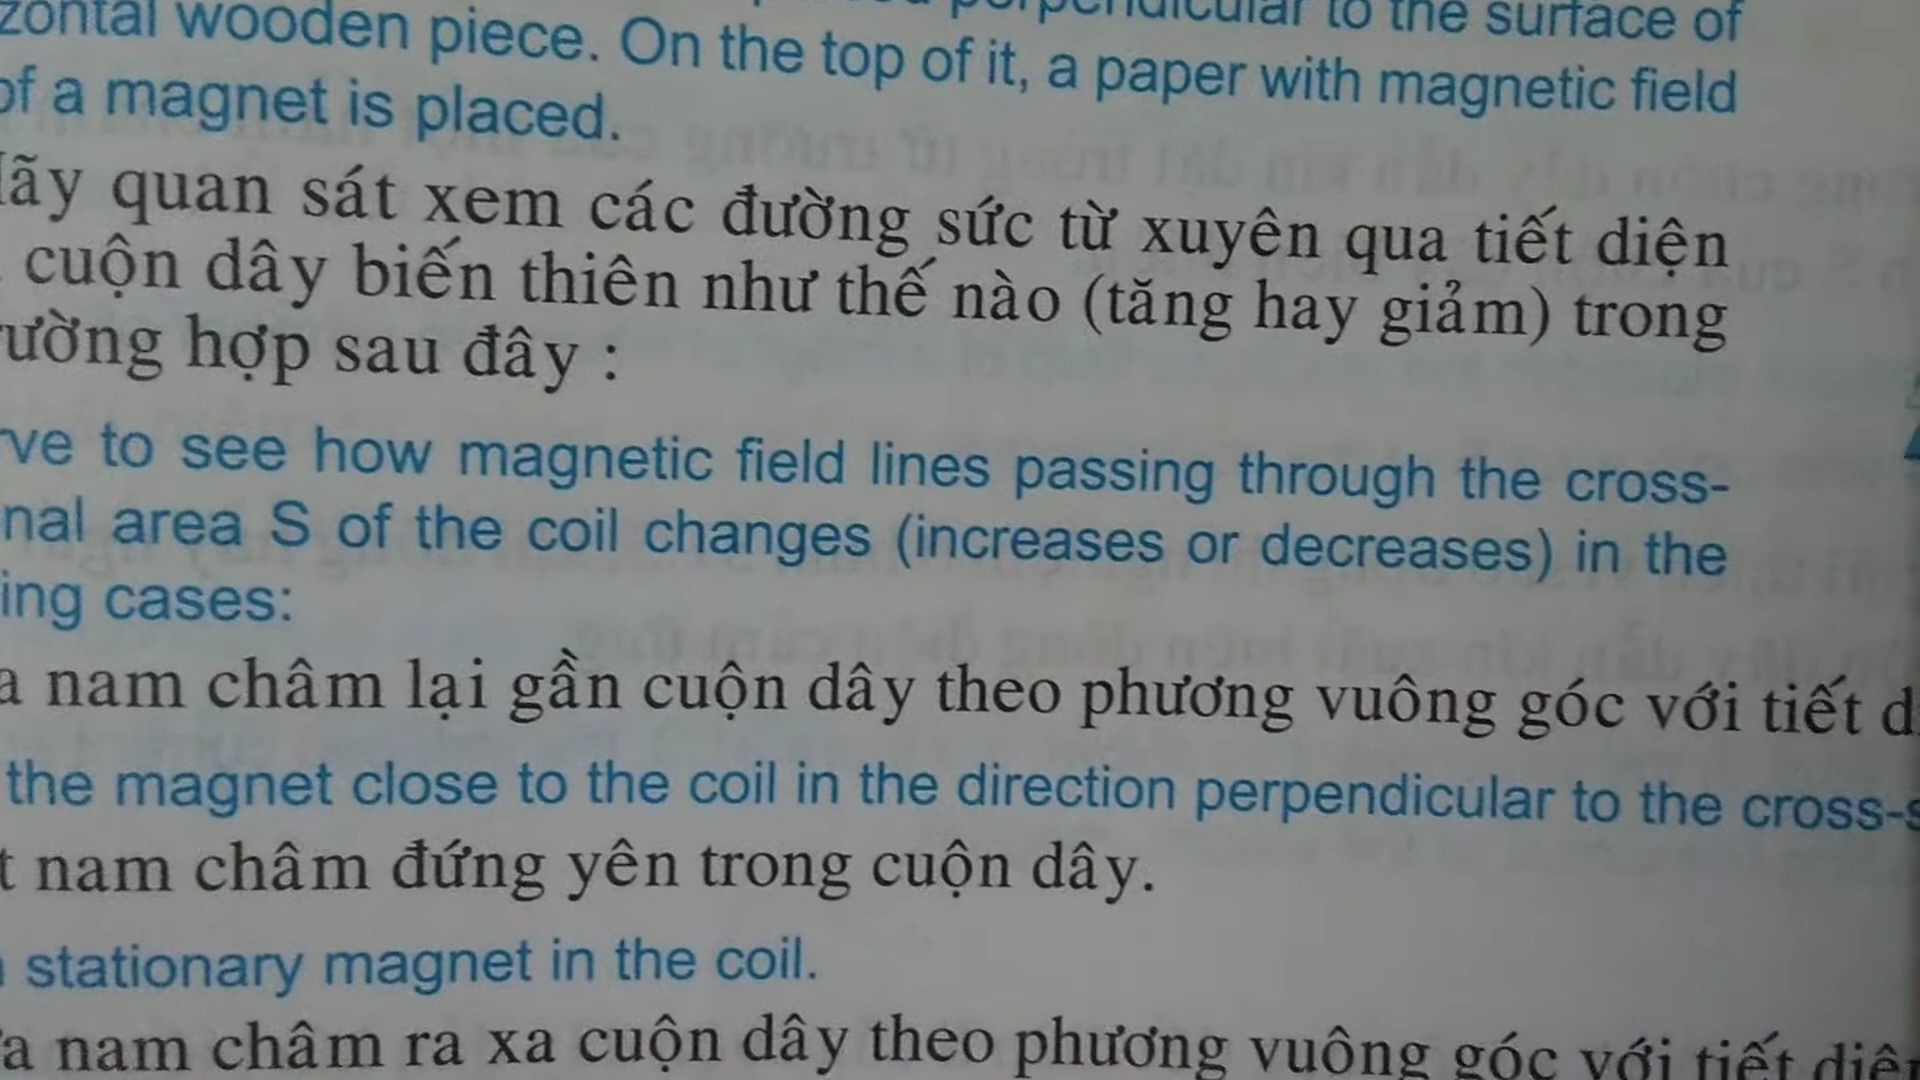 zontal wooden piece. On the top of it, a paper with magnetic field
of a magnet is placed.
quan sát xem các đường sức từ xuyên qua tiết diện
cuộn dây biến thiên như thế nào (tăng hay giảm) trong
ường hợp sau đây :
ve to see how magnetic field lines passing through the cross-
nal area S of the coil changes (increases or decreases) in the
ing cases:
a nam châm lại gần cuộn dây theo phương vuông góc với tiết d
the magnet close to the coil in the direction perpendicular to the cross-s
t nam châm đứng yên trong cuộn dây.
stationary magnet in the coil.
a nam châm ra xa cuộn dây theo phương vuông góc với tiết diện